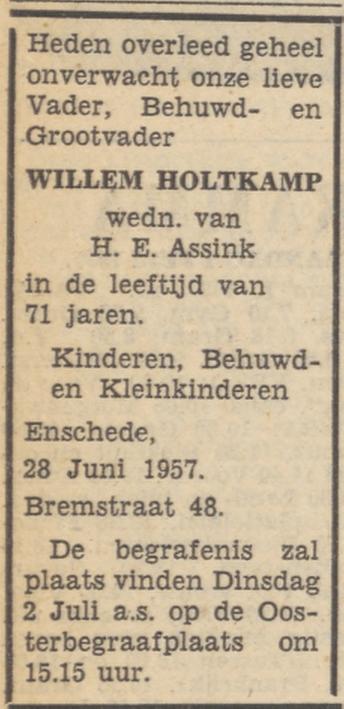 Heden overleed geheel
onverwacht onze lieve
Vader, Behuwd- en
Grootvader
WILLEM HOLTKAMP
wedn. van
H. E. Assink
in de leeftijd van
71 jaren.
Kinderen, Behuwd-
en Kleinkinderen
Enschede,
28 Juni 1957.
Bremstraat 48.
De begrafenis zal
plaats vinden Dinsdag
2 Juli a.s. op de Oos-
terbegraafplaats om
15.15 uur.